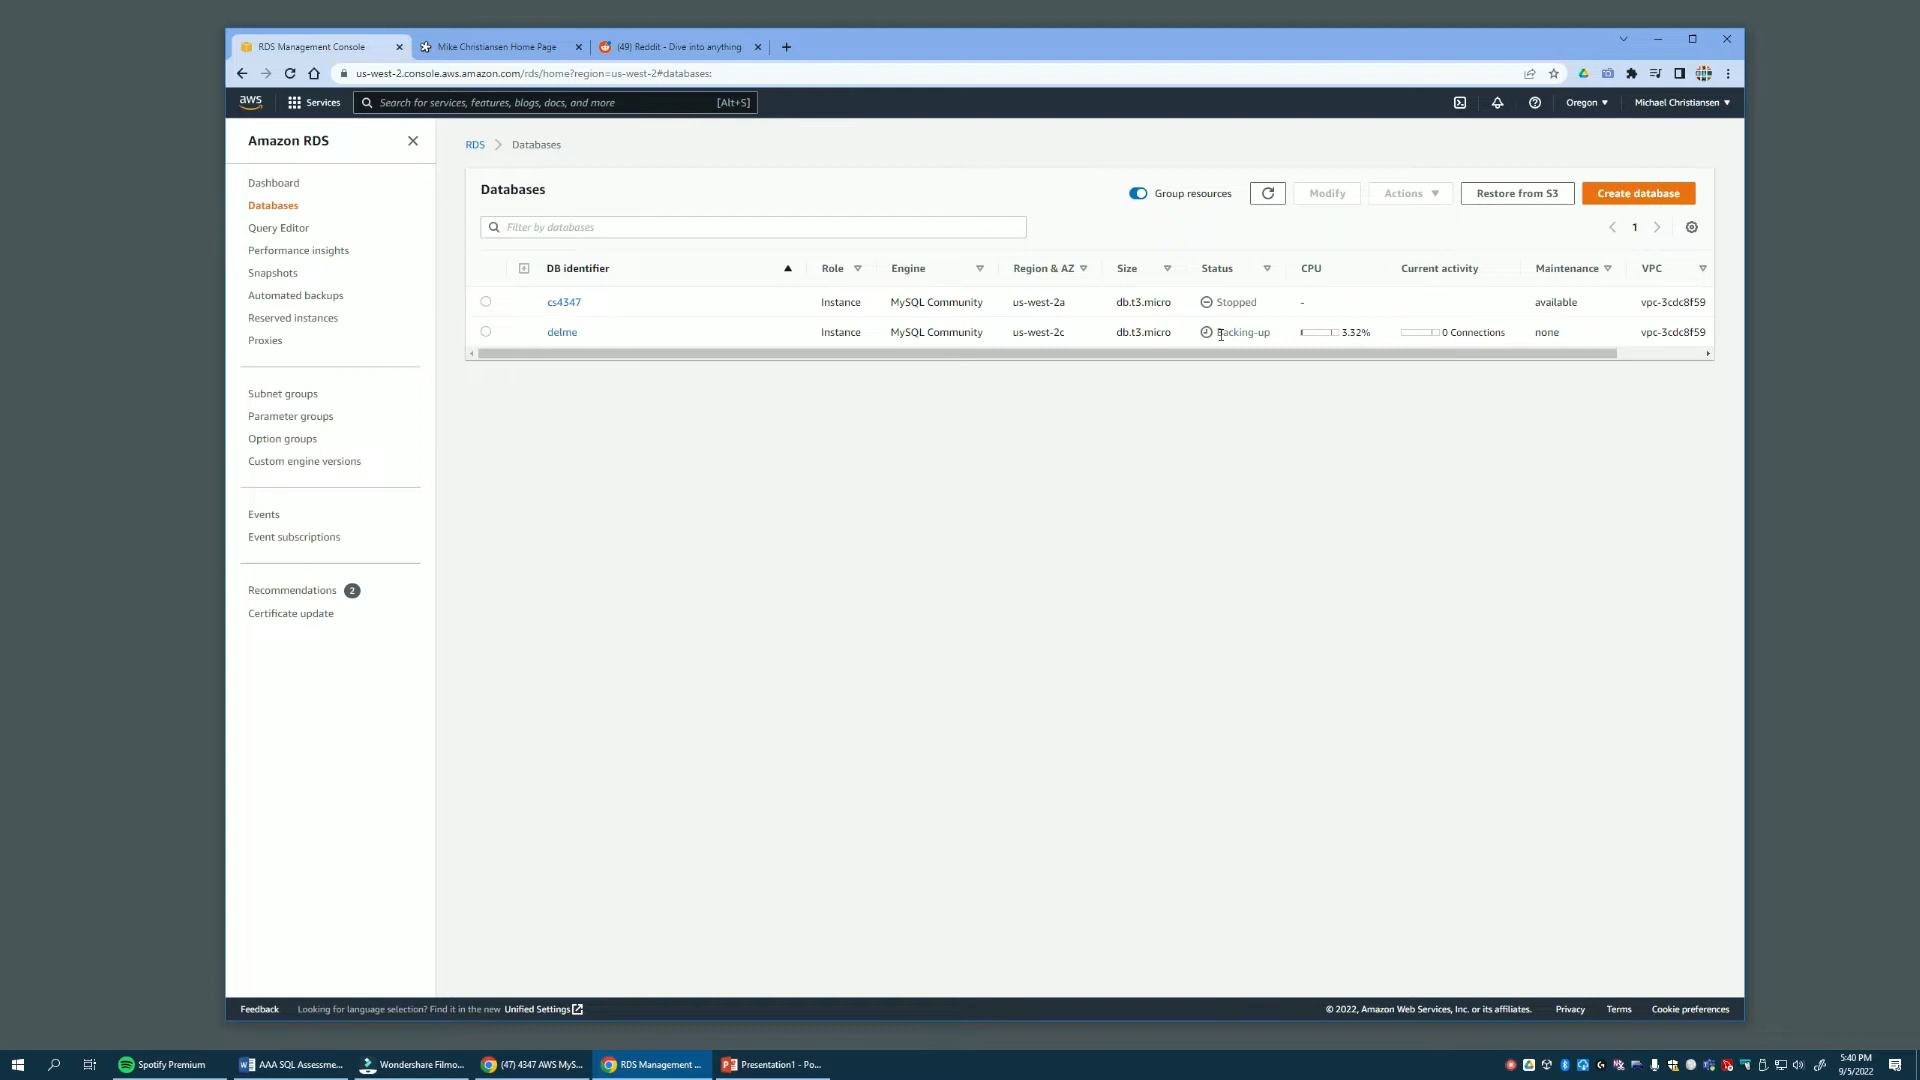 RDS Management Console
Mike Christiansen Home Page
(49) Reddit - Dive into anything
us-west-2.console.aws.amazon.com/rds/home?region=us-west-2#databases:
aws
Services
Search for services, features, blogs, docs, and more
[Alt+S]
Oregon
Michael Christiansen
Amazon RDS
Dashboard
Databases
Query Editor
Performance insights
Snapshots
Automated backups
Reserved instances
Proxies
Subnet groups
Parameter groups
Option groups
Custom engine versions
Events
Event subscriptions
Recommendations 2
Certificate update
RDS > Databases
Databases
Group resources
Modify
Actions
Restore from S3
Create database
Filter by databases
1
DB identifier Role Engine Region & AZ Size Status CPU Current activity Maintenance VPC
cs4347 Instance MySQL Community us-west-2a db.t3.micro Stopped - available vpc-3cdc8f59
delme Instance MySQL Community us-west-2c db.t3.micro Backing-up 3.32% 0 Connections none vpc-3cdc8f59
Feedback
Looking for language selection? Find it in the new Unified Settings
© 2022, Amazon Web Services, Inc. or its affiliates.
Privacy
Terms
Cookie preferences
Spotify Premium
AAA SQL Assessme...
Wondershare Filmo...
(47) 4347 AWS MyS...
RDS Management ...
Presentation1 - Po...
5:40 PM
9/5/2022